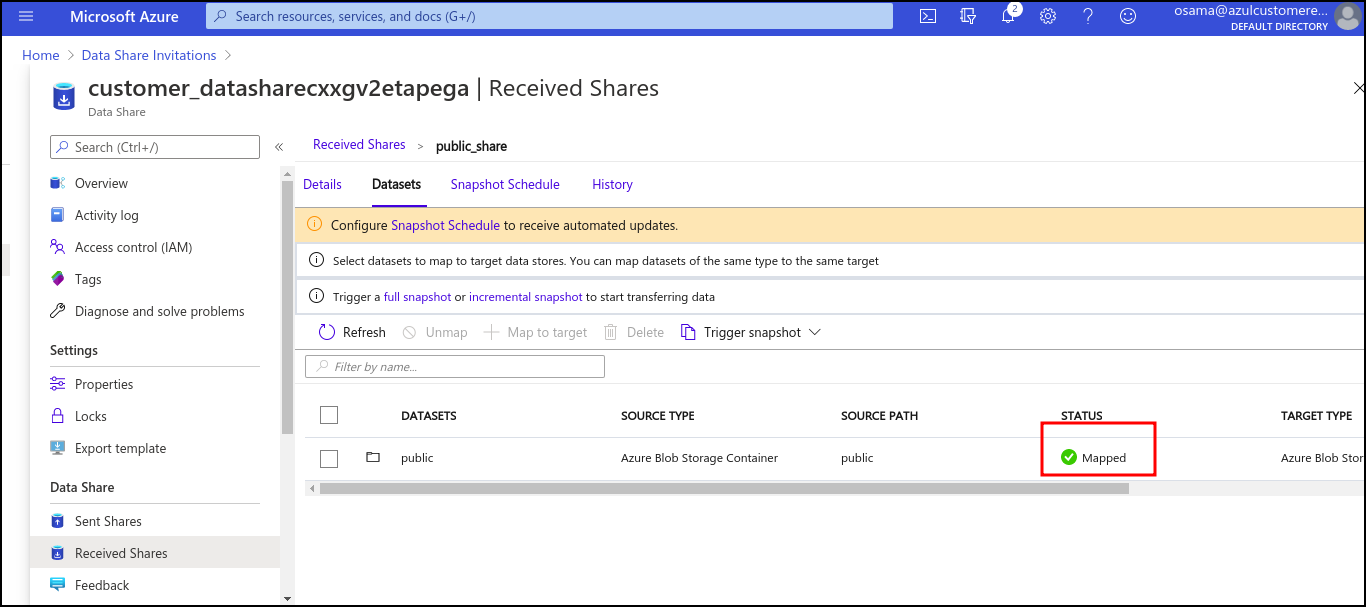 Microsoft Azure
Search resources, services, and docs (G+/)
2
osama@azulcustomere...
DEFAULT DIRECTORY
Home > Data Share Invitations >
customer_datasharecxxgv2etapega | Received Shares
Data Share
Search (Ctrl+/)
«
Overview
Activity log
Access control (IAM)
Tags
Diagnose and solve problems
Settings
Properties
Locks
Export template
Data Share
Sent Shares
Received Shares
Feedback
Received Shares > public_share
Details Datasets Snapshot Schedule History
Configure Snapshot Schedule to receive automated updates.
Select datasets to map to target data stores. You can map datasets of the same type to the same target
Trigger a full snapshot or incremental snapshot to start transferring data
Refresh Unmap Map to target Delete Trigger snapshot
Filter by name...
DATASETS SOURCE TYPE SOURCE PATH STATUS TARGET TYPE
public Azure Blob Storage Container public Mapped Azure Blob Stor